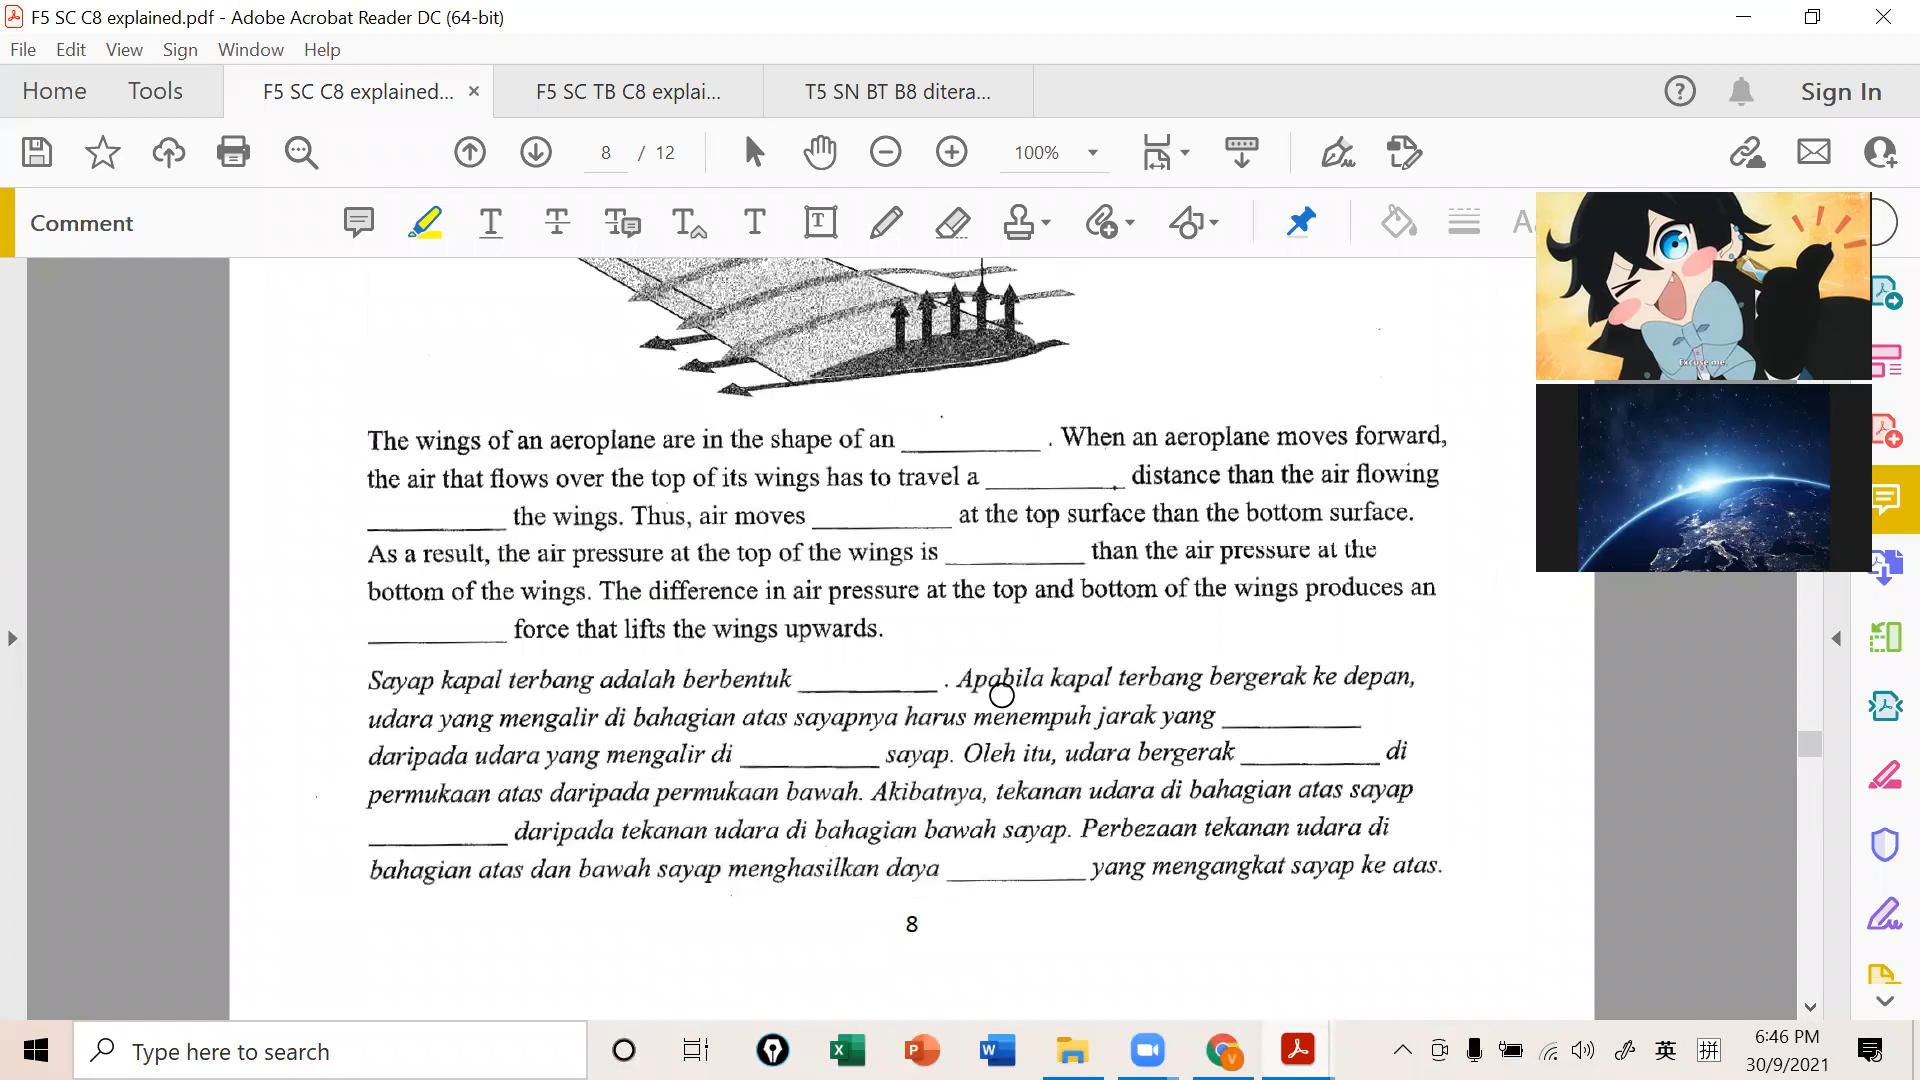 F5 SC C8 explained.pdf - Adobe Acrobat Reader DC (64-bit)
File Edit View Sign Window Help
Home Tools F5 SC C8 explained... × F5 SC TB C8 explai... T5 SN BT B8 ditera... Sign In
8 / 12 100%
Comment
Excuse me.
The wings of an aeroplane are in the shape of an __________ . When an aeroplane moves forward,
the air that flows over the top of its wings has to travel a __________ distance than the air flowing
__________ the wings. Thus, air moves __________ at the top surface than the bottom surface.
As a result, the air pressure at the top of the wings is __________ than the air pressure at the
bottom of the wings. The difference in air pressure at the top and bottom of the wings produces an
__________ force that lifts the wings upwards.
Sayap kapal terbang adalah berbentuk __________ . Apabila kapal terbang bergerak ke depan,
udara yang mengalir di bahagian atas sayapnya harus menempuh jarak yang __________
daripada udara yang mengalir di __________ sayap. Oleh itu, udara bergerak __________ di
permukaan atas daripada permukaan bawah. Akibatnya, tekanan udara di bahagian atas sayap
__________ daripada tekanan udara di bahagian bawah sayap. Perbezaan tekanan udara di
bahagian atas dan bawah sayap menghasilkan daya __________ yang mengangkat sayap ke atas.
8
Type here to search
英 拼
6:46 PM
30/9/2021